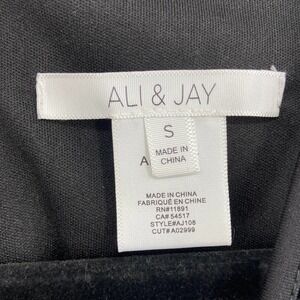 ALI & JAY
S
MADE IN
CHINA
A
MADE IN CHINA
FABRIQUÉ EN CHINE
RN#11891
CA# 54517
STYLE#AJ108
CUT# A02999